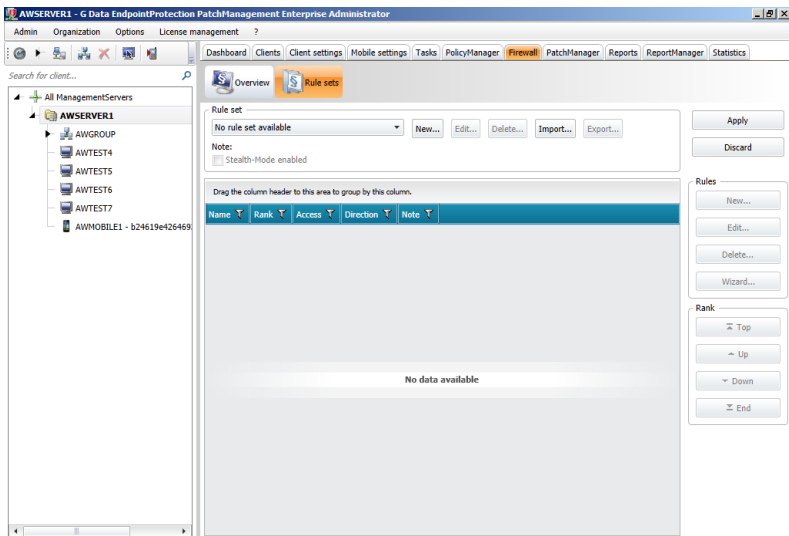 AWSERVER1 - G Data EndpointProtection PatchManagement Enterprise Administrator
Admin Organization Options License management ?
Dashboard Clients Client settings Mobile settings Tasks PolicyManager Firewall PatchManager Reports ReportManager Statistics
Search for client...
Overview Rule sets
All ManagementServers
AWSERVER1
AWGROUP
AWTEST4
AWTEST5
AWTEST6
AWTEST7
AWMOBILE1 - b24619e426469
Rule set
No rule set available New... Edit... Delete... Import... Export...
Note:
Stealth-Mode enabled
Apply
Discard
Drag the column header to this area to group by this column.
Name Rank Access Direction Note
No data available
Rules
New...
Edit...
Delete...
Wizard...
Rank
Top
Up
Down
End